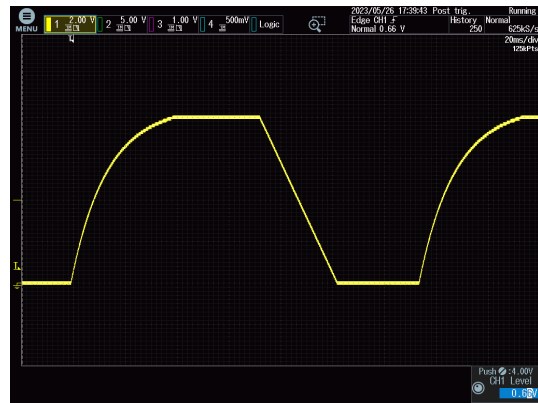 1 2.00 V 2 5.00 V 3 1.00 V 4 500mV Logic
MENU
2023/05/26 17:39:43 Post trig. Running
Edge CH1 History Normal
Normal 0.66 V 250 625kS/s
20ms/div
125kPts
T
Push :4.00V
CH1 Level